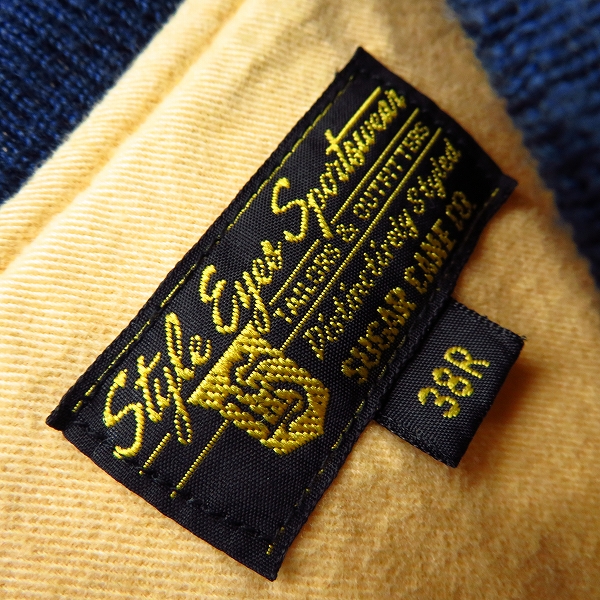 Style Eyes Sportswear
TAILORS & OUTFITTERS
Distinctively Styled
SUGAR CANE CO.
38R